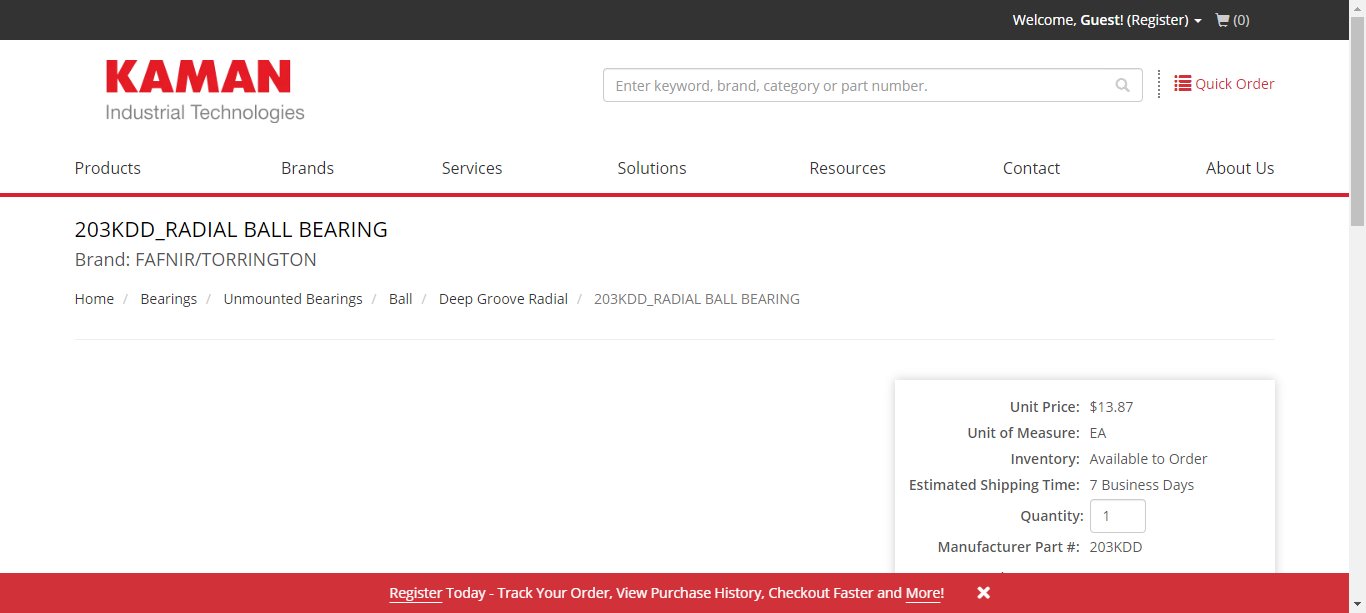 Welcome, Guest! (Register) (0)
KAMAN
Industrial Technologies
Enter keyword, brand, category or part number.
Quick Order
Products Brands Services Solutions Resources Contact About Us
203KDD_RADIAL BALL BEARING
Brand: FAFNIR/TORRINGTON
Home / Bearings / Unmounted Bearings / Ball / Deep Groove Radial / 203KDD_RADIAL BALL BEARING
Unit Price: $13.87
Unit of Measure: EA
Inventory: Available to Order
Estimated Shipping Time: 7 Business Days
Quantity: 1
Manufacturer Part #: 203KDD
Register Today - Track Your Order, View Purchase History, Checkout Faster and More!